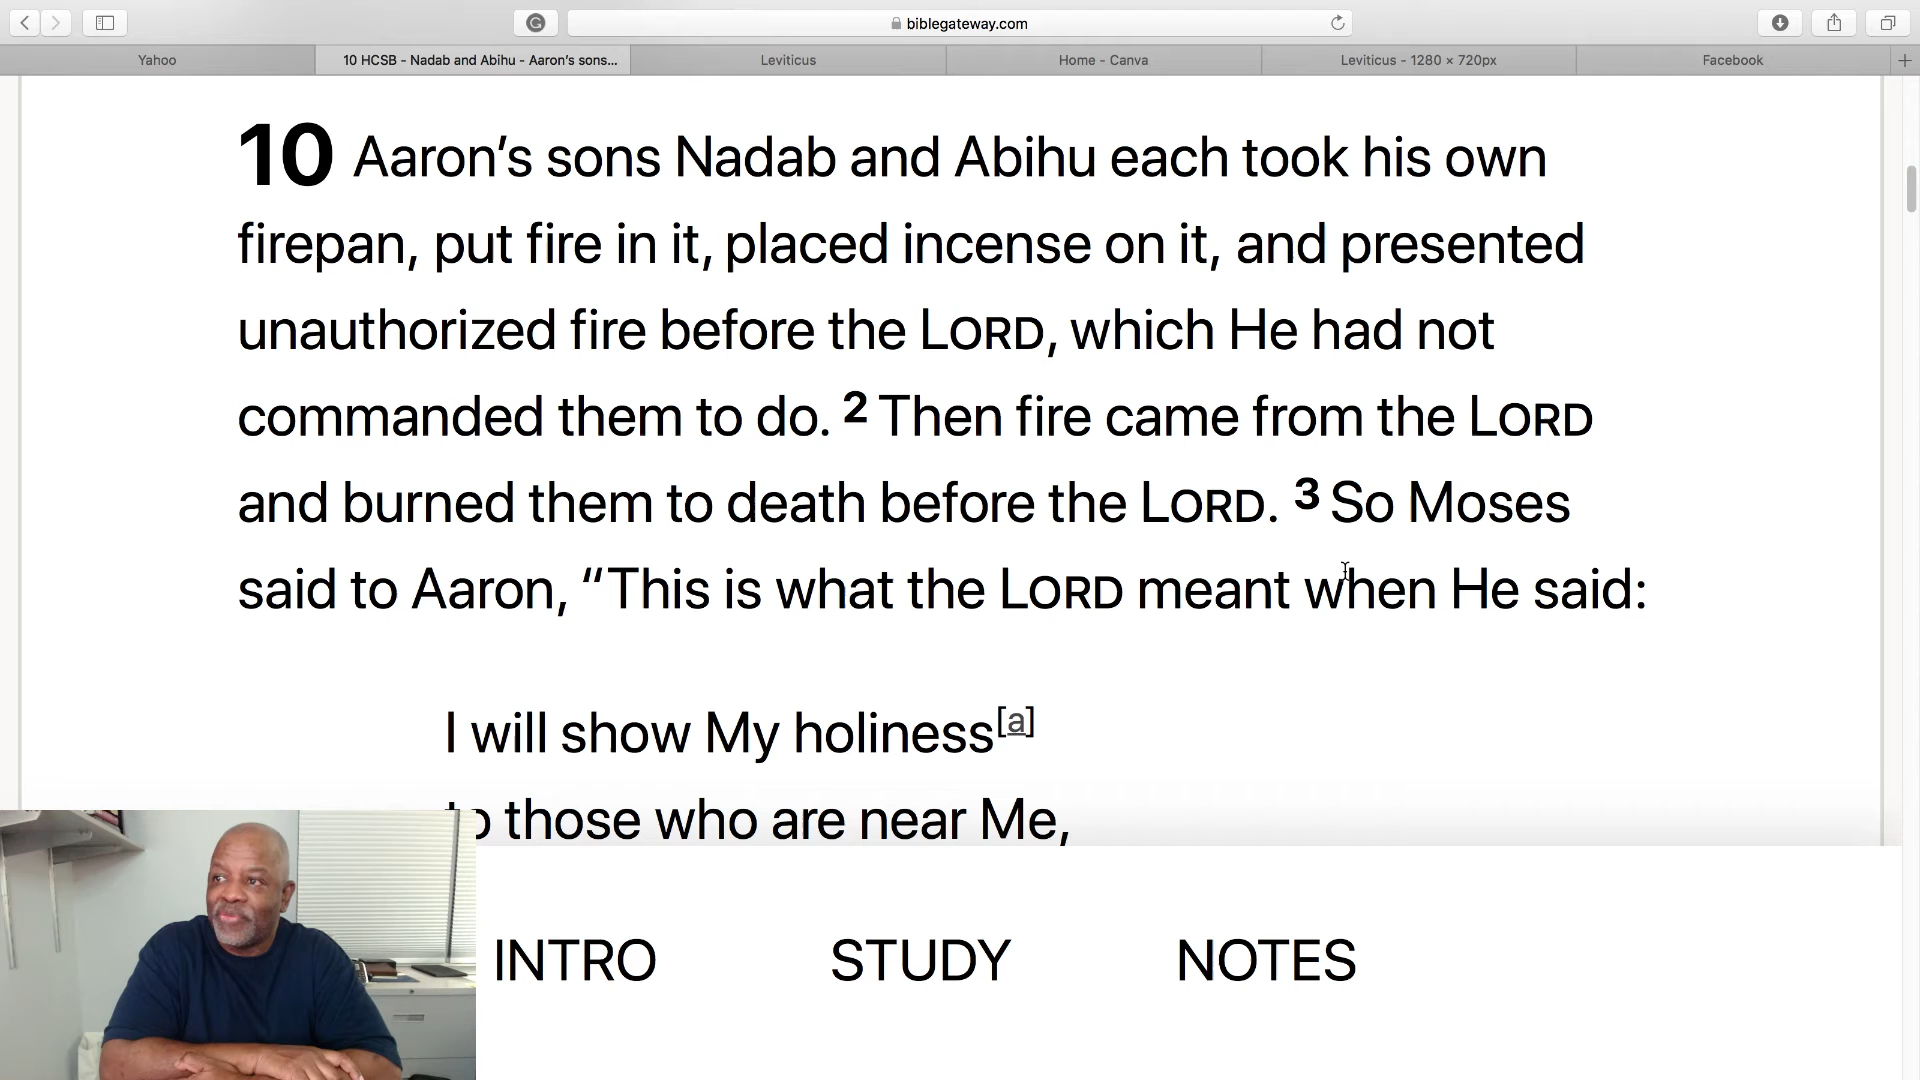 biblegateway.com
Yahoo
10 HCSB - Nadab and Abihu - Aaron’s sons...
Leviticus
Home - Canva
Leviticus - 1280 × 720px
Facebook
10 Aaron’s sons Nadab and Abihu each took his own
firepan, put fire in it, placed incense on it, and presented
unauthorized fire before the LORD, which He had not
commanded them to do. 2 Then fire came from the LORD
and burned them to death before the LORD. 3 So Moses
said to Aaron, “This is what the LORD meant when He said:
I will show My holiness[a]
to those who are near Me,
INTRO
STUDY
NOTES